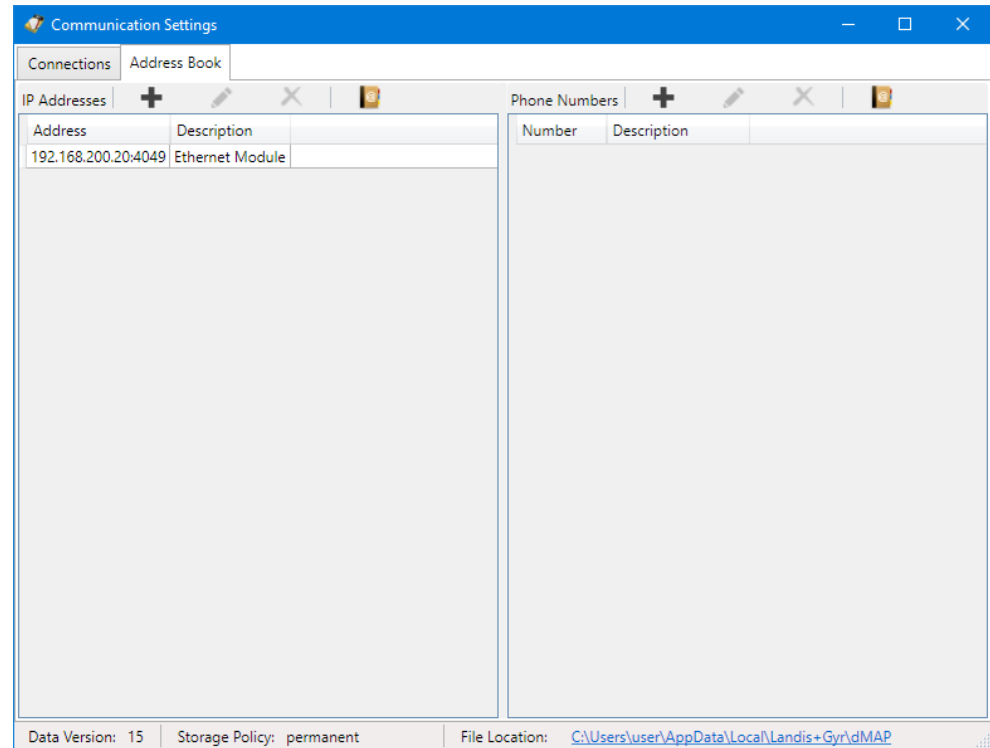 Communication Settings
Connections Address Book
IP Addresses Phone Numbers
Address Description Number Description
192.168.200.20:4049 Ethernet Module
Data Version: 15 Storage Policy: permanent File Location: C:\Users\user\AppData\Local\Landis+Gyr\dMAP